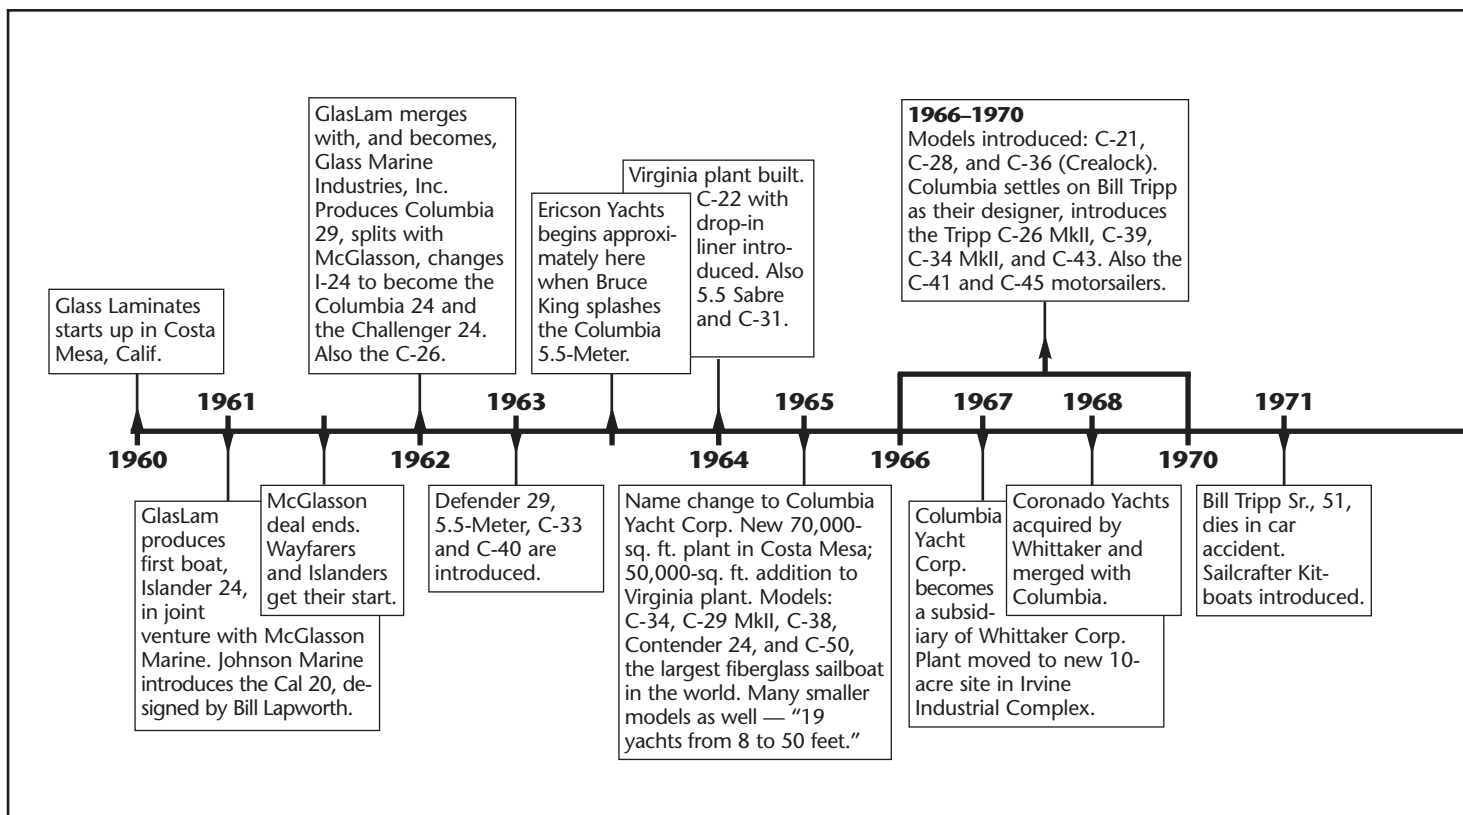 Glass Laminates
starts up in Costa
Mesa, Calif.
GlasLam merges
with, and becomes,
Glass Marine
Industries, Inc.
Produces Columbia
29, splits with
McGlasson, changes
I-24 to become the
Columbia 24 and
the Challenger 24.
Also the C-26.
Ericson Yachts
begins approxi-
mately here
when Bruce
King splashes
the Columbia
5.5-Meter.
Virginia plant built.
C-22 with
drop-in
liner intro-
duced. Also
5.5 Sabre
and C-31.
1966–1970
Models introduced: C-21,
C-28, and C-36 (Crealock).
Columbia settles on Bill Tripp
as their designer, introduces
the Tripp C-26 MkII, C-39,
C-34 MkII, and C-43. Also the
C-41 and C-45 motorsailers.
1961
1963
1965
1967
1968
1971
1960
1962
1964
1966
1970
GlasLam
produces
first boat,
Islander 24,
in joint
venture with McGlasson
Marine. Johnson Marine
introduces the Cal 20, de-
signed by Bill Lapworth.
McGlasson
deal ends.
Wayfarers
and Islanders
get their start.
Defender 29,
5.5-Meter, C-33
and C-40 are
introduced.
Name change to Columbia
Yacht Corp. New 70,000-
sq. ft. plant in Costa Mesa;
50,000-sq. ft. addition to
Virginia plant. Models:
C-34, C-29 MkII, C-38,
Contender 24, and C-50,
the largest fiberglass sailboat
in the world. Many smaller
models as well — “19
yachts from 8 to 50 feet.”
Columbia
Yacht
Corp.
becomes
a subsid-
iary of Whittaker Corp.
Plant moved to new 10-
acre site in Irvine
Industrial Complex.
Coronado Yachts
acquired by
Whittaker and
merged with
Columbia.
Bill Tripp Sr., 51,
dies in car
accident.
Sailcrafter Kit-
boats introduced.